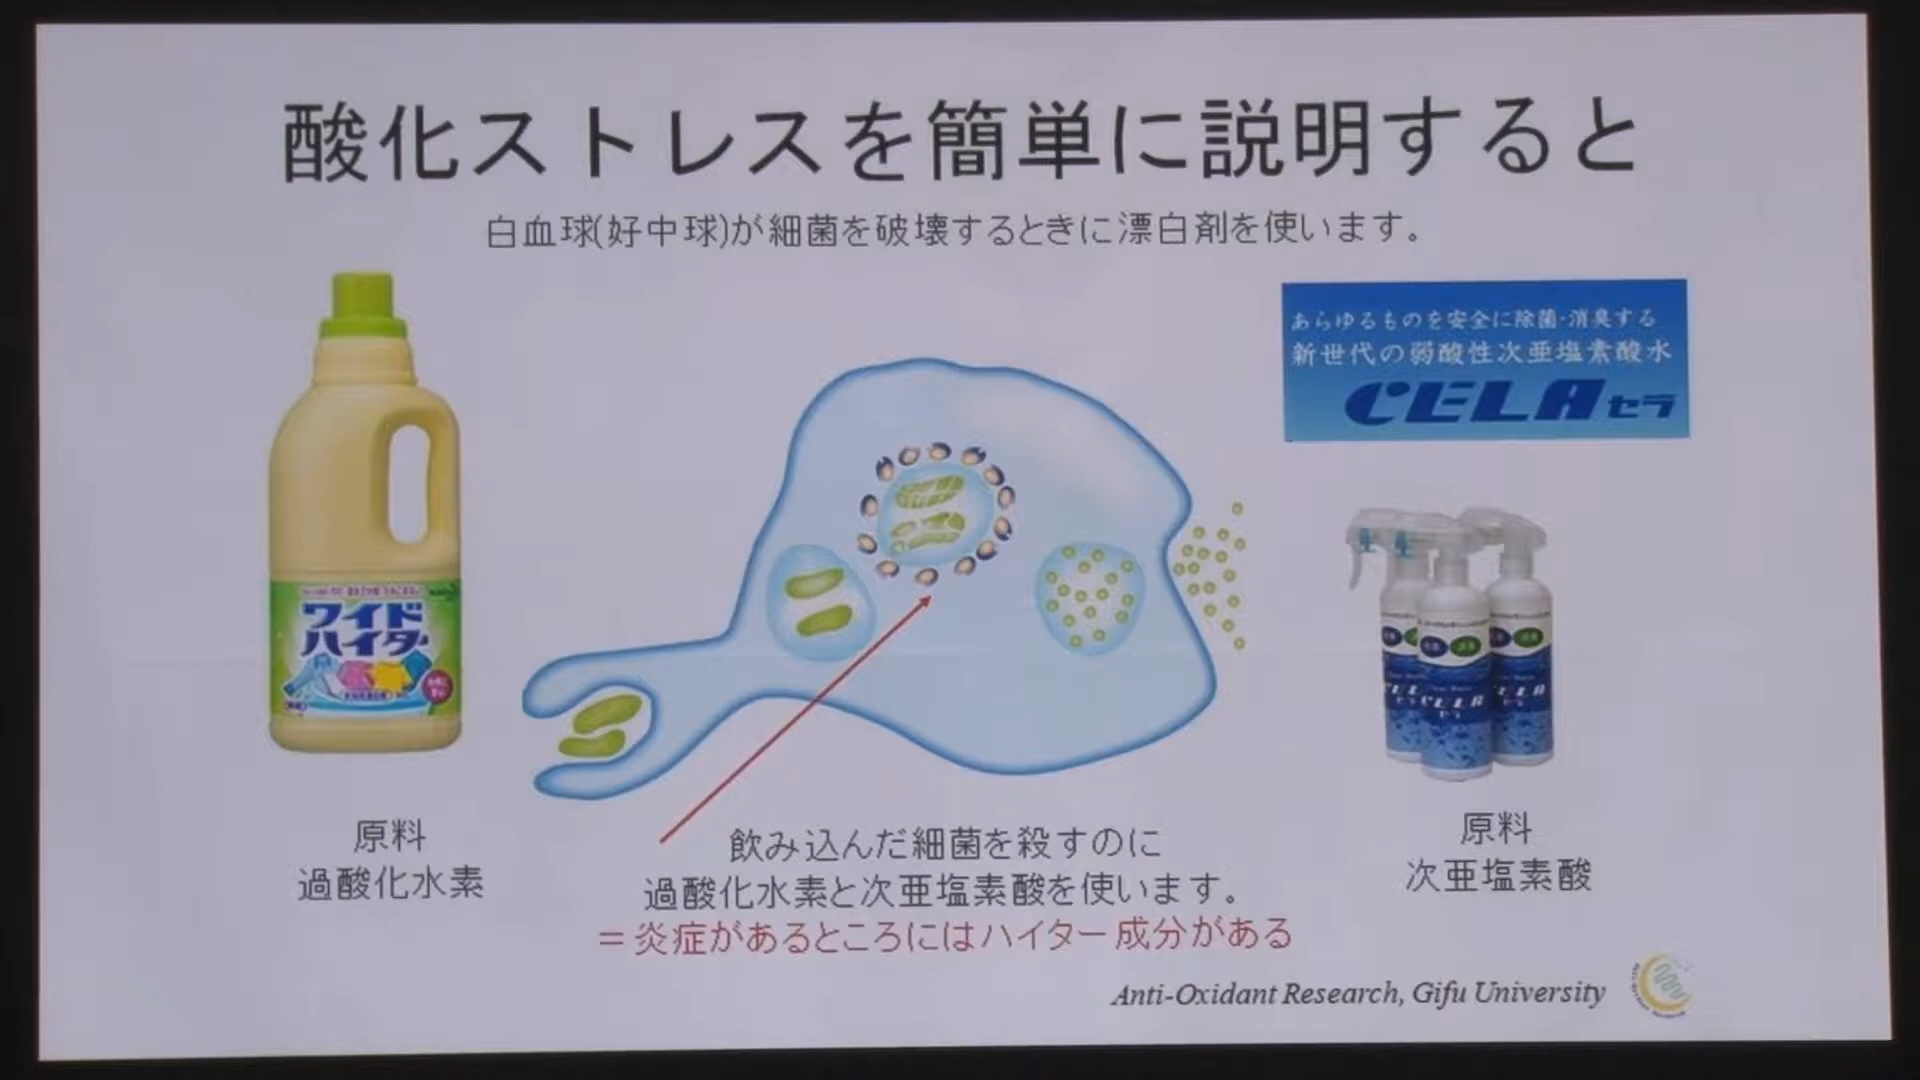 酸化ストレスを簡単に説明すると
白血球(好中球)が細菌を破壊するときに漂白剤を使います。
あらゆるものを安全に除菌・消臭する
新世代の弱酸性次亜塩素酸水
CELAセラ
ワイド
ハイター
CELA
セラ
原料
過酸化水素
飲み込んだ細菌を殺すのに
過酸化水素と次亜塩素酸を使います。
＝炎症があるところにはハイター成分がある
原料
次亜塩素酸
Anti-Oxidant Research, Gifu University